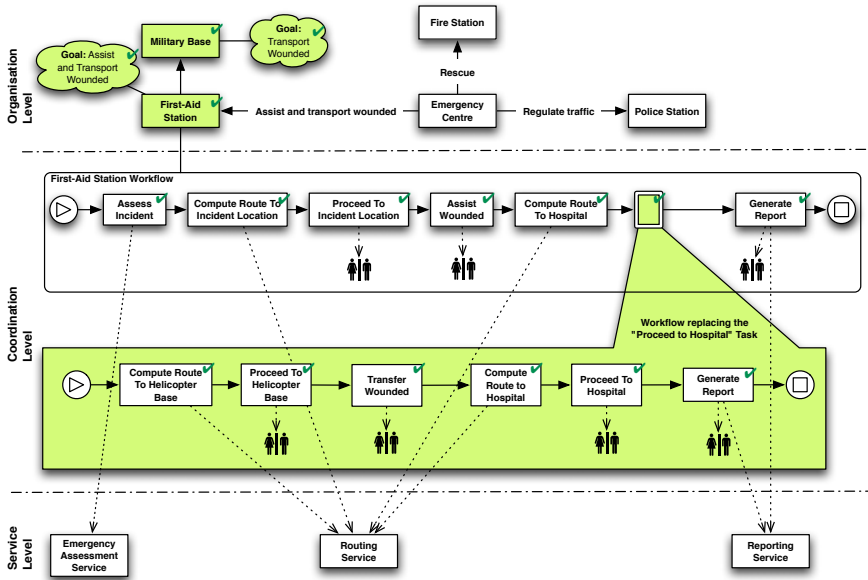 Organisation
Level
Goal: Assist
and Transport
Wounded
Military Base
Goal:
Transport
Wounded
Fire Station
Rescue
First-Aid
Station
Assist and transport wounded
Emergency
Centre
Regulate traffic
Police Station
Coordination
Level
First-Aid Station Workflow
Assess
Incident
Compute Route To
Incident Location
Proceed To
Incident Location
Assist
Wounded
Compute Route
To Hospital
Generate
Report
Workflow replacing the
"Proceed to Hospital" Task
Compute Route
To Helicopter
Base
Proceed To
Helicopter
Base
Transfer
Wounded
Compute
Route to
Hospital
Proceed To
Hospital
Generate
Report
Service
Level
Emergency
Assessment
Service
Routing
Service
Reporting
Service